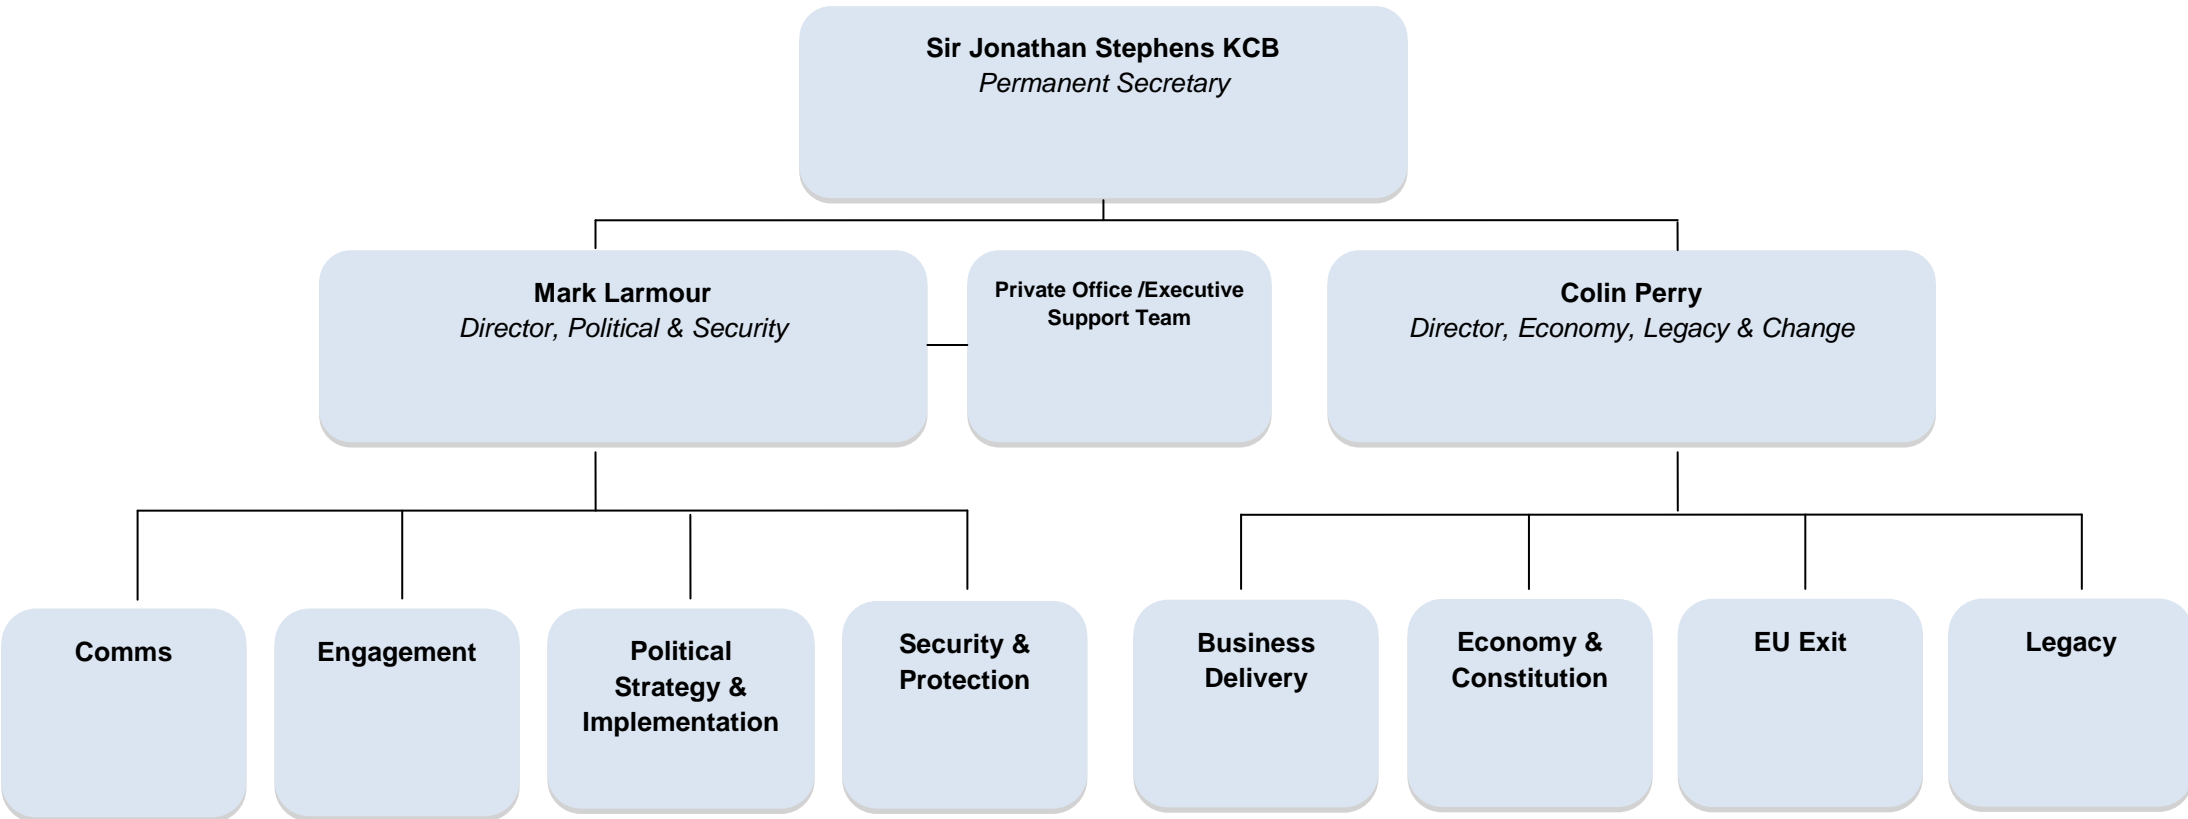 Sir Jonathan Stephens KCB
Permanent Secretary
Mark Larmour
Director, Political & Security
Private Office /Executive
Support Team
Colin Perry
Director, Economy, Legacy & Change
Comms
Engagement
Political
Strategy &
Implementation
Security &
Protection
Business
Delivery
Economy &
Constitution
EU Exit
Legacy